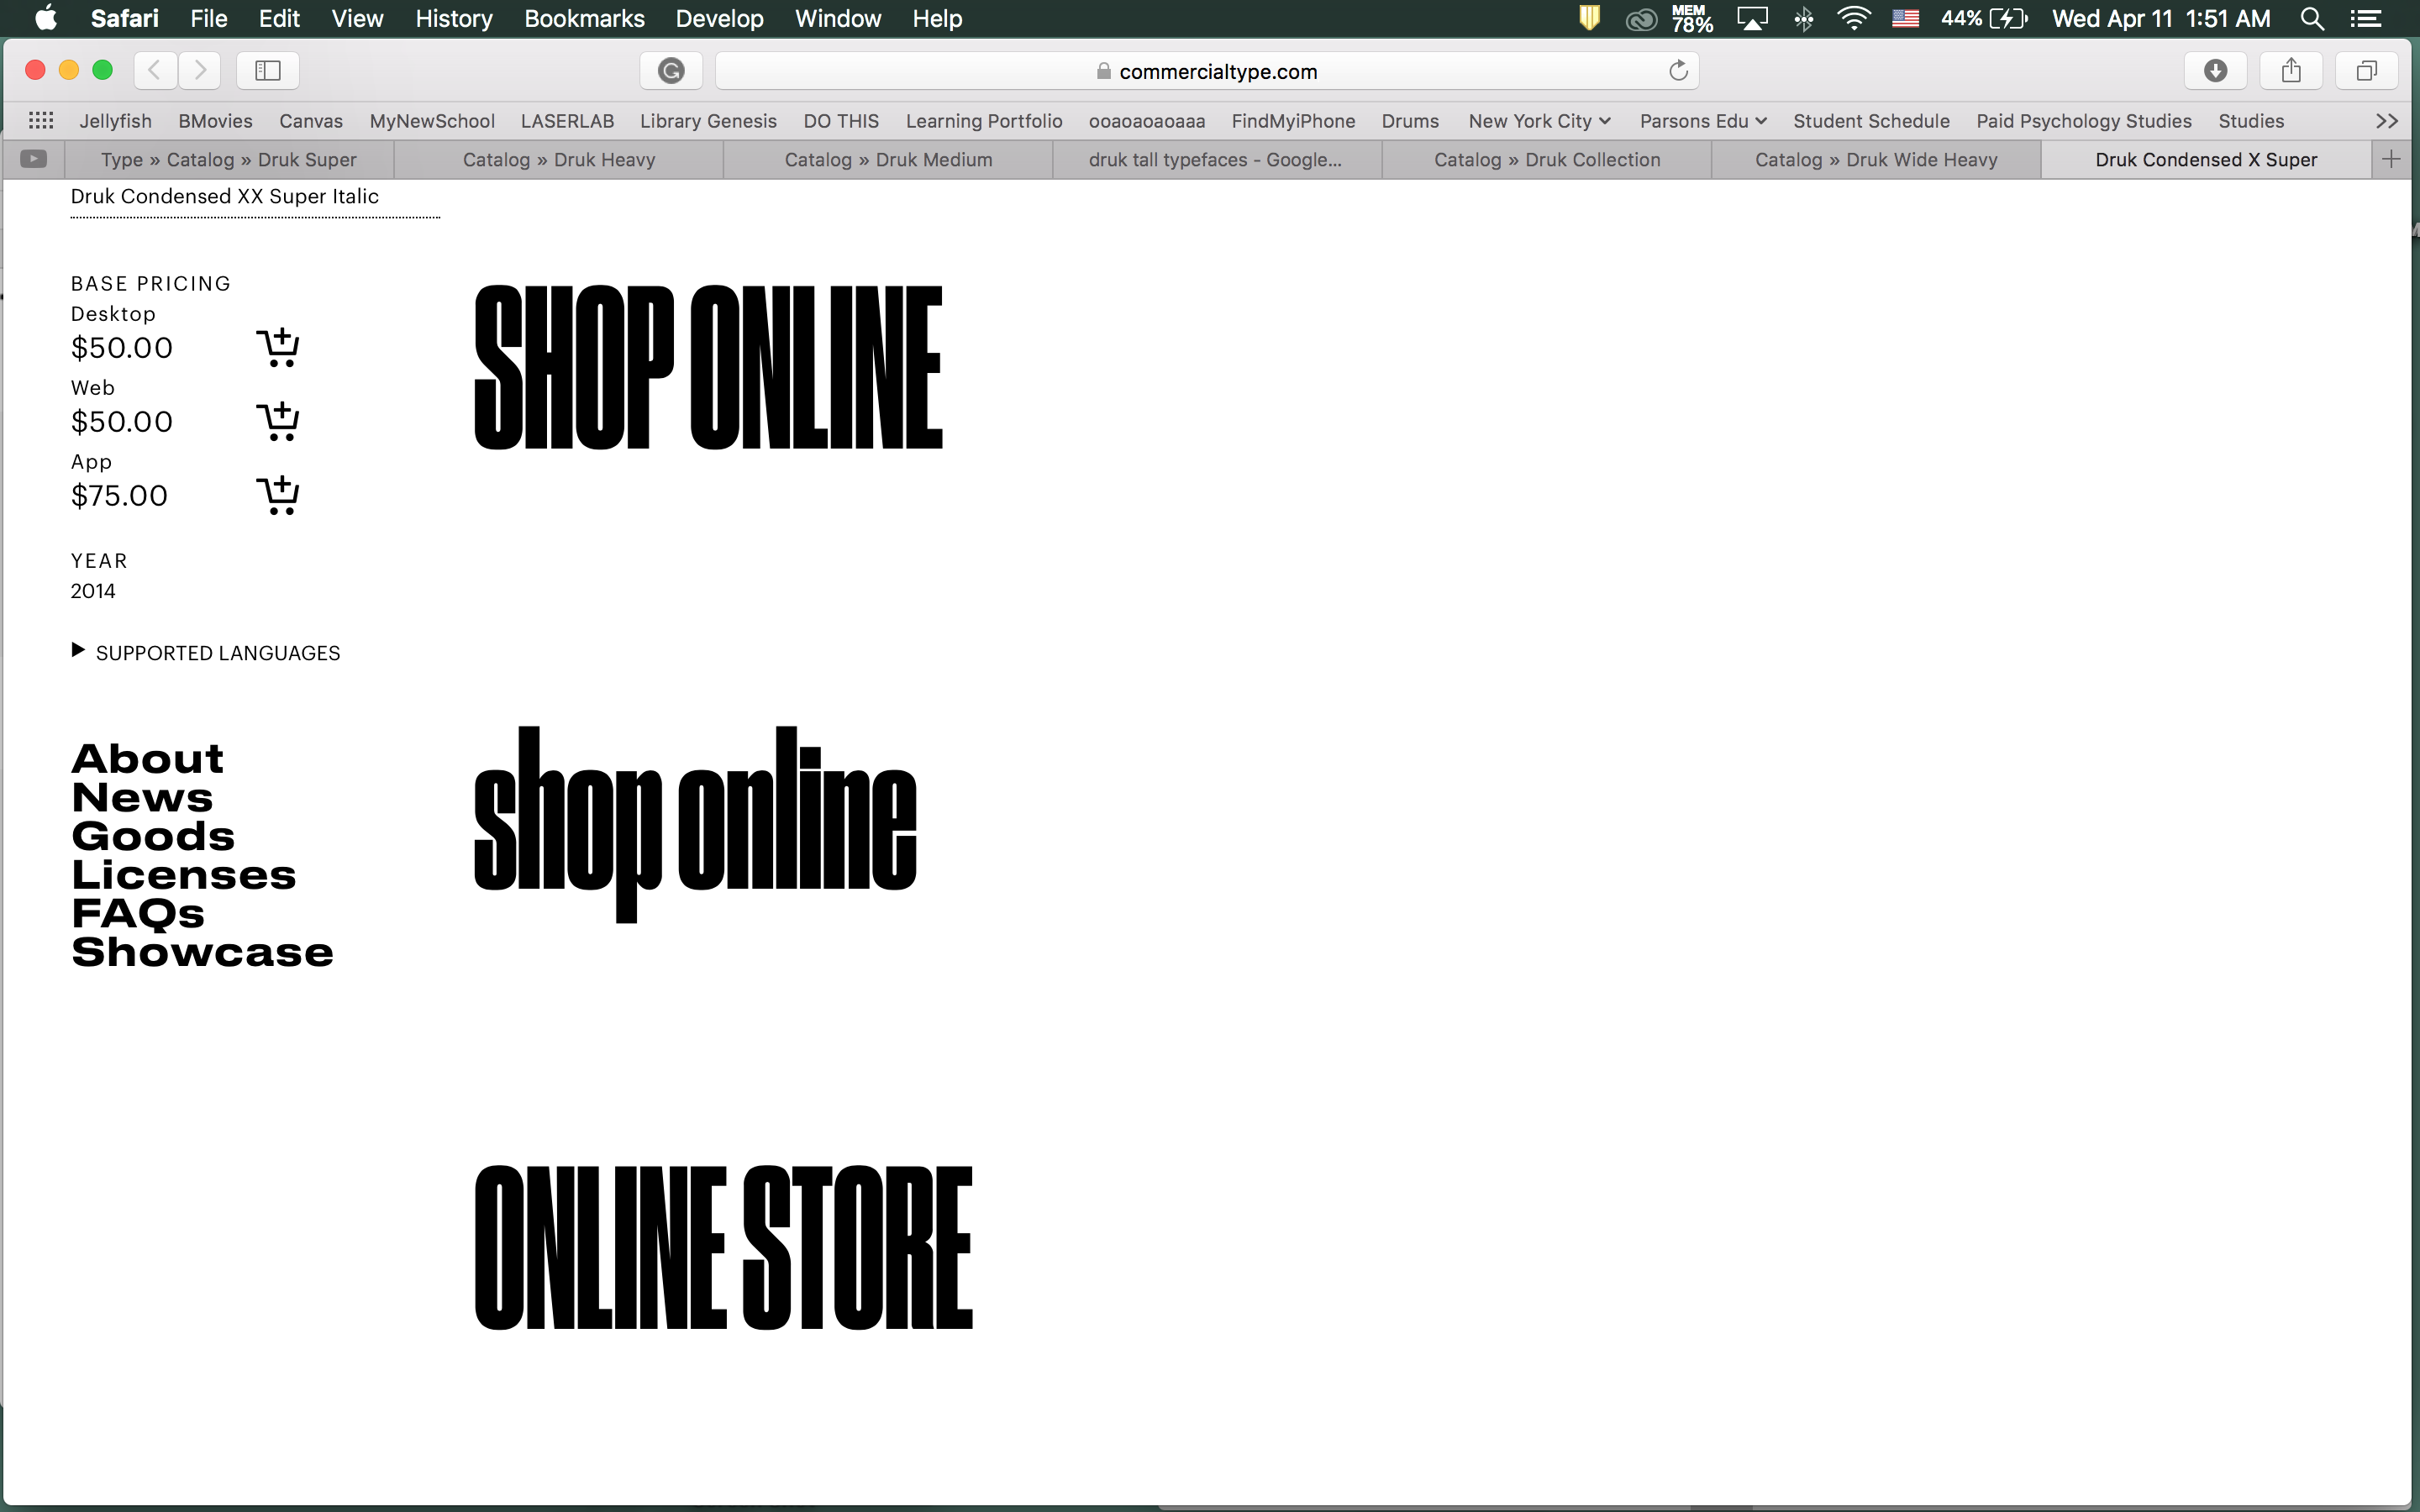 Safari File Edit View History Bookmarks Develop Window Help MEM 78% 44% Wed Apr 11 1:51 AM
commercialtype.com
Jellyfish BMovies Canvas MyNewSchool LASERLAB Library Genesis DO THIS Learning Portfolio ooaoaoaoaaa FindMyiPhone Drums New York City Parsons Edu Student Schedule Paid Psychology Studies Studies
Type » Catalog » Druk Super Catalog » Druk Heavy Catalog » Druk Medium druk tall typefaces - Google... Catalog » Druk Collection Catalog » Druk Wide Heavy Druk Condensed X Super
Druk Condensed XX Super Italic
BASE PRICING
Desktop
$50.00
Web
$50.00
App
$75.00
YEAR
2014
SUPPORTED LANGUAGES
About
News
Goods
Licenses
FAQs
Showcase
SHOP ONLINE
shop online
ONLINE STORE